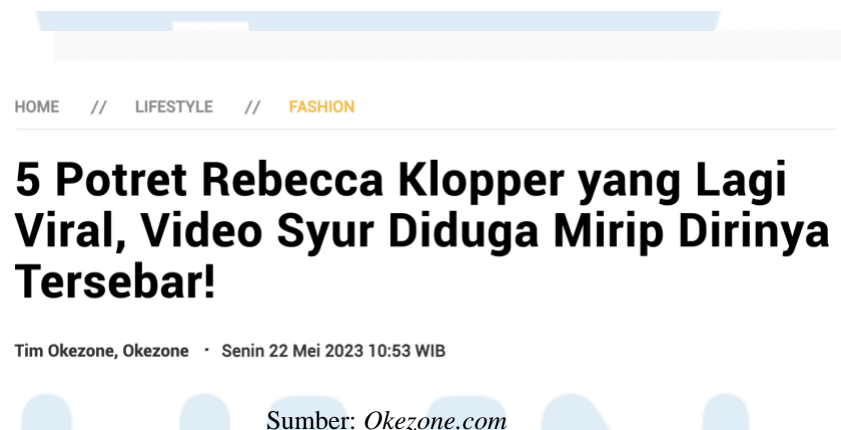 HOME // LIFESTYLE // FASHION
5 Potret Rebecca Klopper yang Lagi
Viral, Video Syur Diduga Mirip Dirinya
Tersebar!
Tim Okezone, Okezone · Senin 22 Mei 2023 10:53 WIB
Sumber: Okezone.com